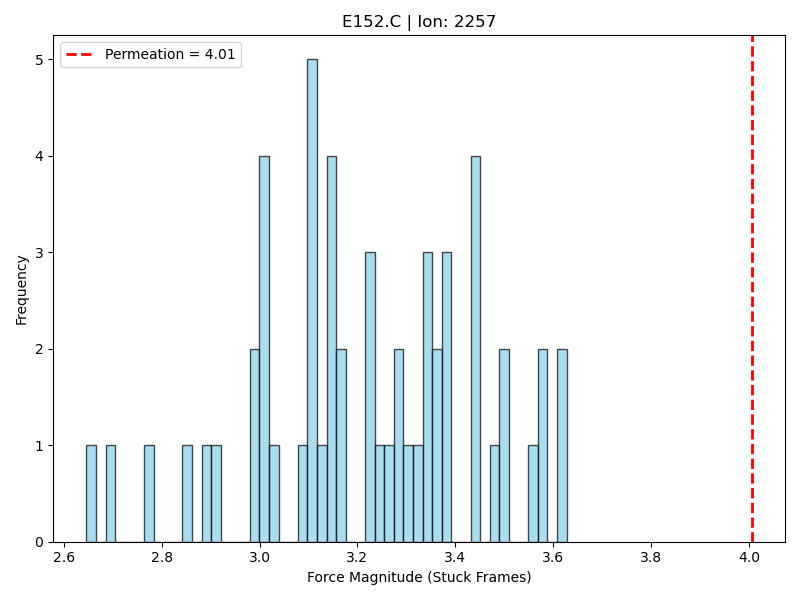 E152.C | Ion: 2257
Permeation = 4.01
Frequency
5
4
3
2
1
0
2.6 2.8 3.0 3.2 3.4 3.6 3.8 4.0
Force Magnitude (Stuck Frames)